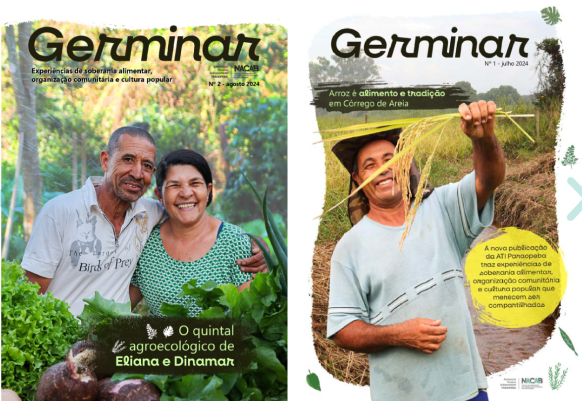 Germinar
Experiências de soberania alimentar,
organização comunitária e cultura popular
NACAB
Nº 2 - agosto 2024
Birds of Prey
O quintal
agroecológico de
Eliana e Dinamar
Germinar
Nº 1 - julho 2024
Arroz é alimento e tradição
em Córrego de Areia
A nova publicação
da ATI Paraopeba
traz experiências de
soberania alimentar,
organização comunitária
e cultura popular que
merecem ser
compartilhadas
NACAB